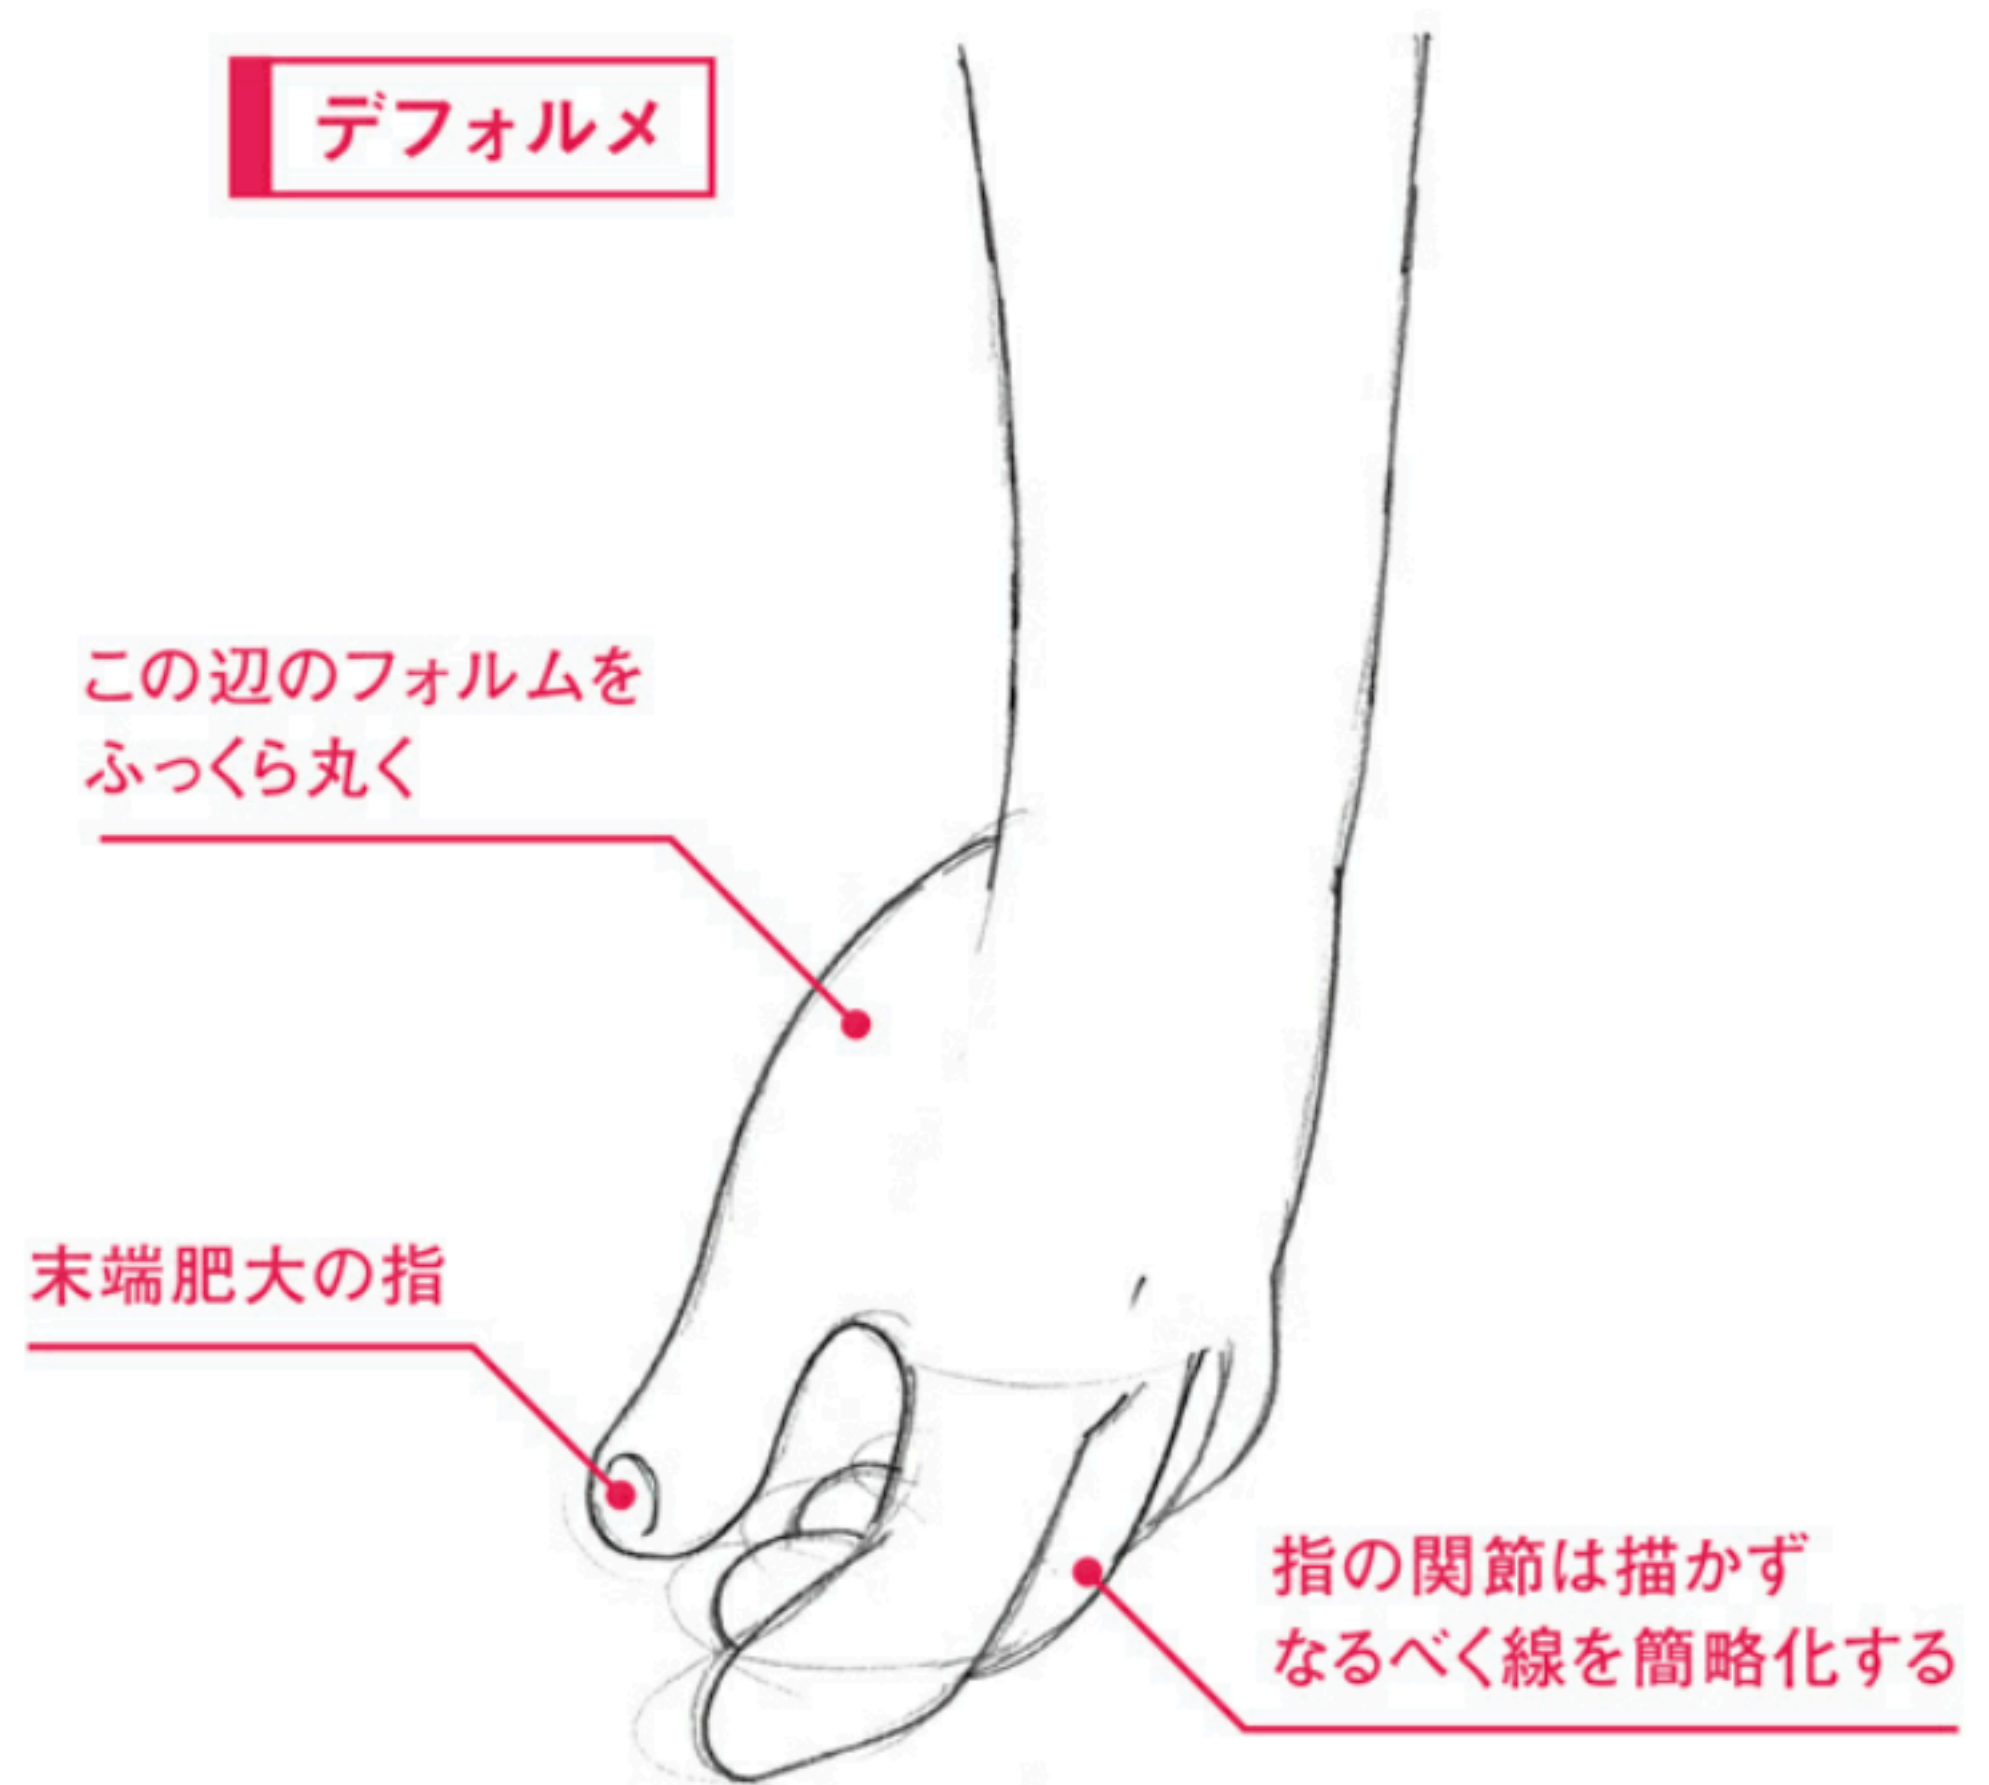 デフォルメ
この辺のフォルムを
ふっくら丸く
末端肥大の指
指の関節は描かず
なるべく線を簡略化する